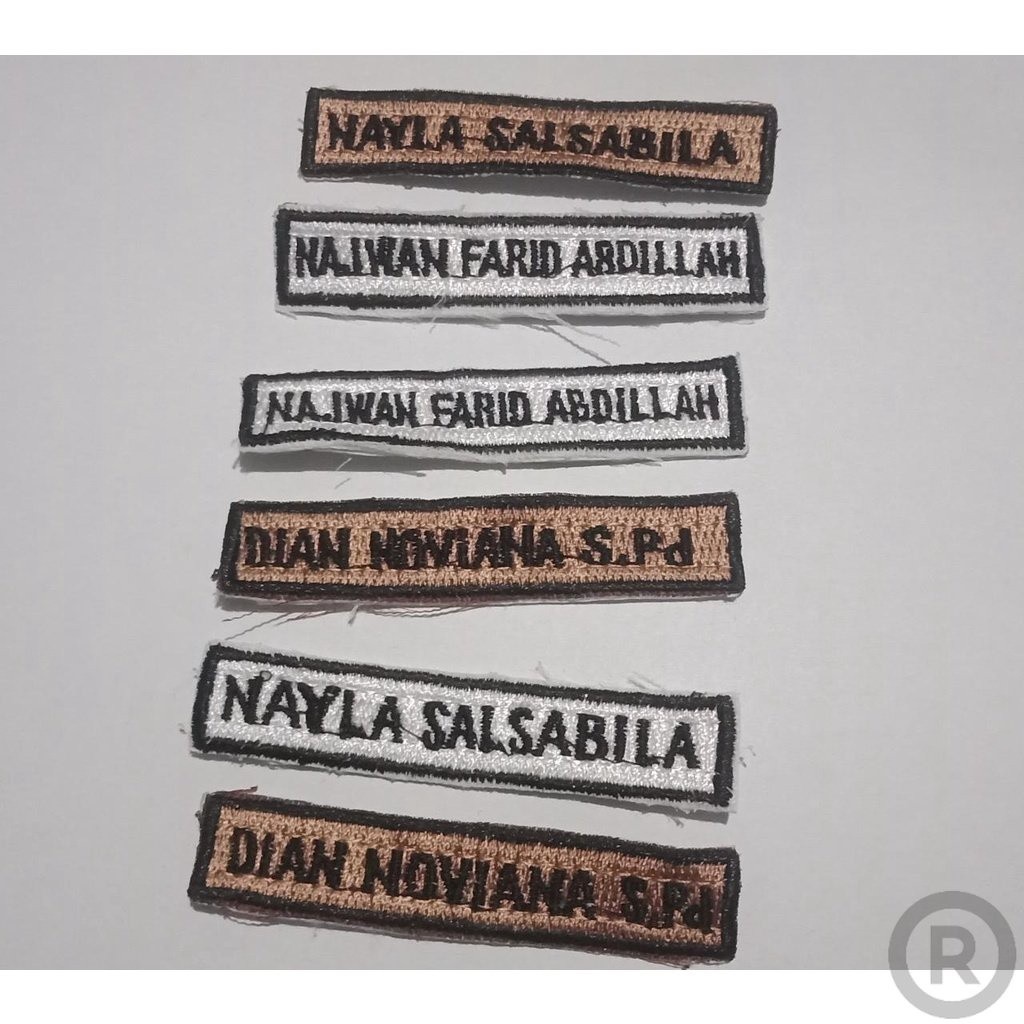 NAYLA SALSABILA
NAJWAN FARID ABDILLAH
NAJWAN FARID ABDILLAH
DIAN NOVIANA S.Pd
NAYLA SALSABILA
DIAN NOVIANA S.Pd
R